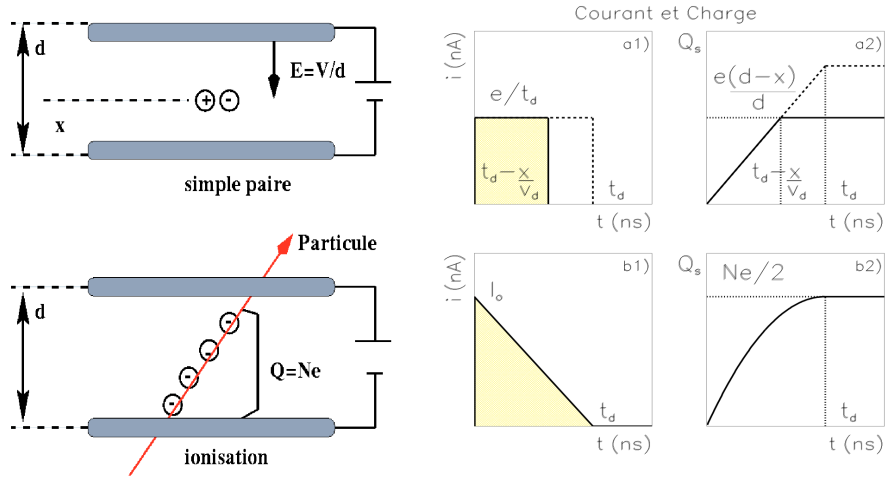 Courant et Charge
d
E=V/d
+ -
x
simple paire
i (nA)
a1)
e/t_d
t_d-x/v_d
t_d
t (ns)
Q_s
a2)
e(d-x)/d
t_d-x/v_d
t_d
t (ns)
Particule
d
- - - -
Q=Ne
ionisation
i (nA)
b1)
I_o
t_d
t (ns)
Q_s
b2)
Ne/2
t_d
t (ns)